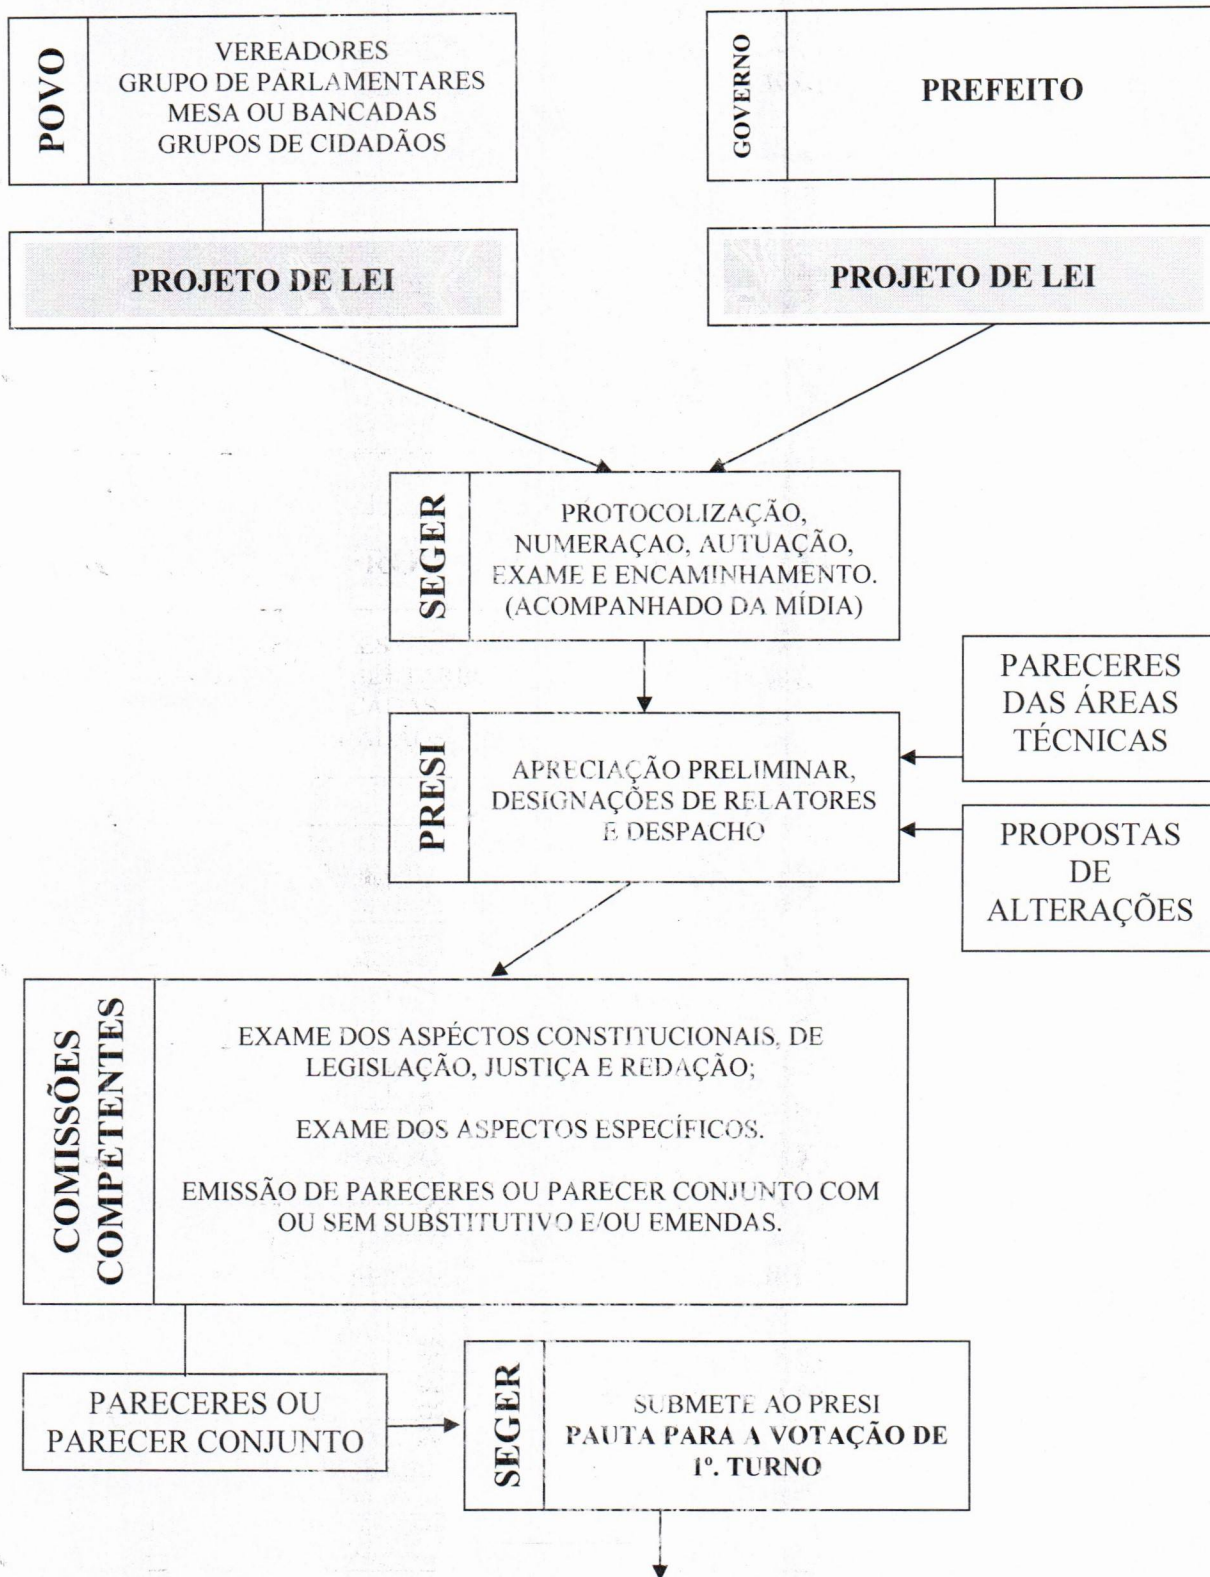 POVO
VEREADORES
GRUPO DE PARLAMENTARES
MESA OU BANCADAS
GRUPOS DE CIDADÃOS
GOVERNO
PREFEITO
PROJETO DE LEI
PROJETO DE LEI
SEGER
PROTOCOLIZAÇÃO,
NUMERAÇAO, AUTUAÇÃO,
EXAME E ENCAMINHAMENTO.
(ACOMPANHADO DA MÍDIA)
PRESI
APRECIAÇÃO PRELIMINAR,
DESIGNAÇÕES DE RELATORES
E DESPACHO
PARECERES
DAS ÁREAS
TÉCNICAS
PROPOSTAS
DE
ALTERAÇÕES
COMISSÕES
COMPETENTES
EXAME DOS ASPÉCTOS CONSTITUCIONAIS, DE
LEGISLAÇÃO, JUSTIÇA E REDAÇÃO;
EXAME DOS ASPECTOS ESPECÍFICOS.
EMISSÃO DE PARECERES OU PARECER CONJUNTO COM
OU SEM SUBSTITUTIVO E/OU EMENDAS.
PARECERES OU
PARECER CONJUNTO
SEGER
SUBMETE AO PRESI
PAUTA PARA A VOTAÇÃO DE
1º. TURNO